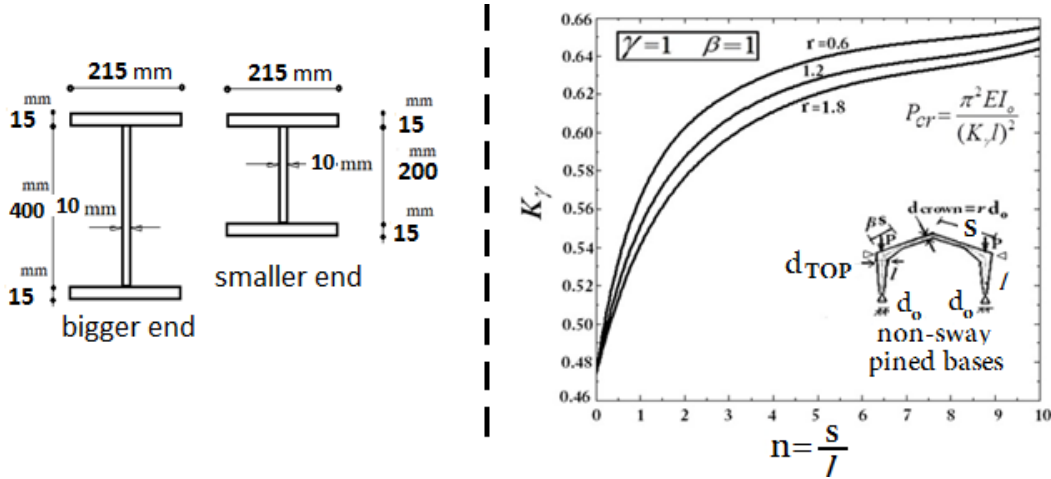 215 mm
215 mm
mm
15
mm
15
mm
400
10 mm
10 mm
mm
200
mm
15
mm
15
smaller end
bigger end
0.66
0.64
0.62
0.60
0.58
0.56
0.54
0.52
0.50
0.48
0.46
Kγ
γ=1 β=1
r=0.6
1.2
r=1.8
Pcr = π²EIₒ / (Kγl)²
d crown = r dₒ
βs
S
P
P
dTOP
l
l
dₒ
dₒ
non-sway
pined bases
0 1 2 3 4 5 6 7 8 9 10
n= s/l